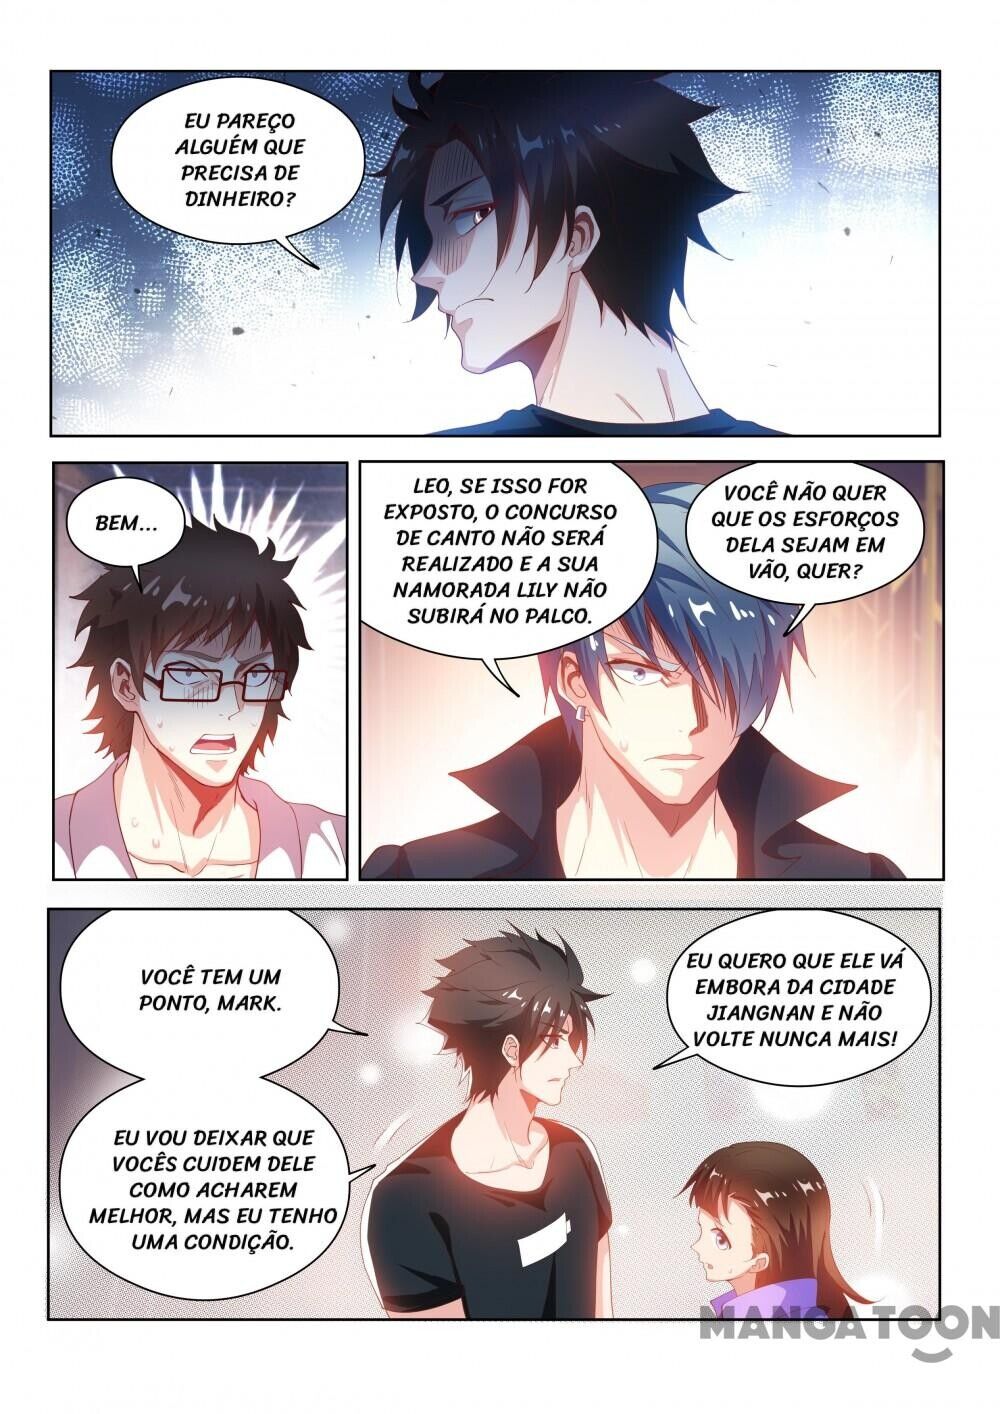 EU PAREÇO
ALGUÉM QUE
PRECISA DE
DINHEIRO?
BEM...
LEO, SE ISSO FOR
EXPOSTO, O CONCURSO
DE CANTO NÃO SERÁ
REALIZADO E A SUA
NAMORADA LILY NÃO
SUBIRÁ NO PALCO.
VOCÊ NÃO QUER
QUE OS ESFORÇOS
DELA SEJAM EM
VÃO, QUER?
VOCÊ TEM UM
PONTO, MARK.
EU VOU DEIXAR QUE
VOCÊS CUIDEM DELE
COMO ACHAREM
MELHOR, MAS EU TENHO
UMA CONDIÇÃO.
EU QUERO QUE ELE VÁ
EMBORA DA CIDADE
JIANGNAN E NÃO
VOLTE NUNCA MAIS!
MANGATOON